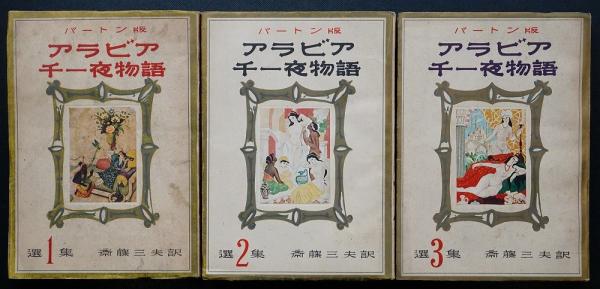 バートン版
アラビア
千一夜物語
選1集 斎藤三夫訳
バートン版
アラビア
千一夜物語
選2集 斎藤三夫訳
バートン版
アラビア
千一夜物語
選3集 斎藤三夫訳